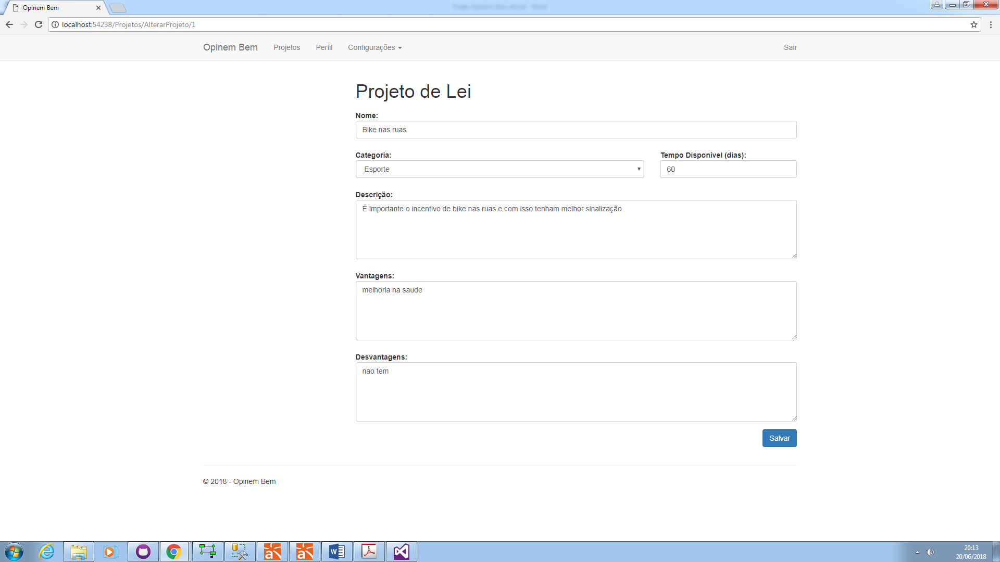 Opinem Bem
localhost:54238/Projetos/AlterarProjeto/1
Opinem Bem Projetos Perfil Configurações Sair
Projeto de Lei
Nome:
Bike nas ruas
Categoria: Tempo Disponível (dias):
Esporte 60
Descrição:
É importante o incentivo de bike nas ruas e com isso tenham melhor sinalização
Vantagens:
melhoria na saude
Desvantagens:
nao tem
Salvar
© 2018 - Opinem Bem
20:13
20/06/2018